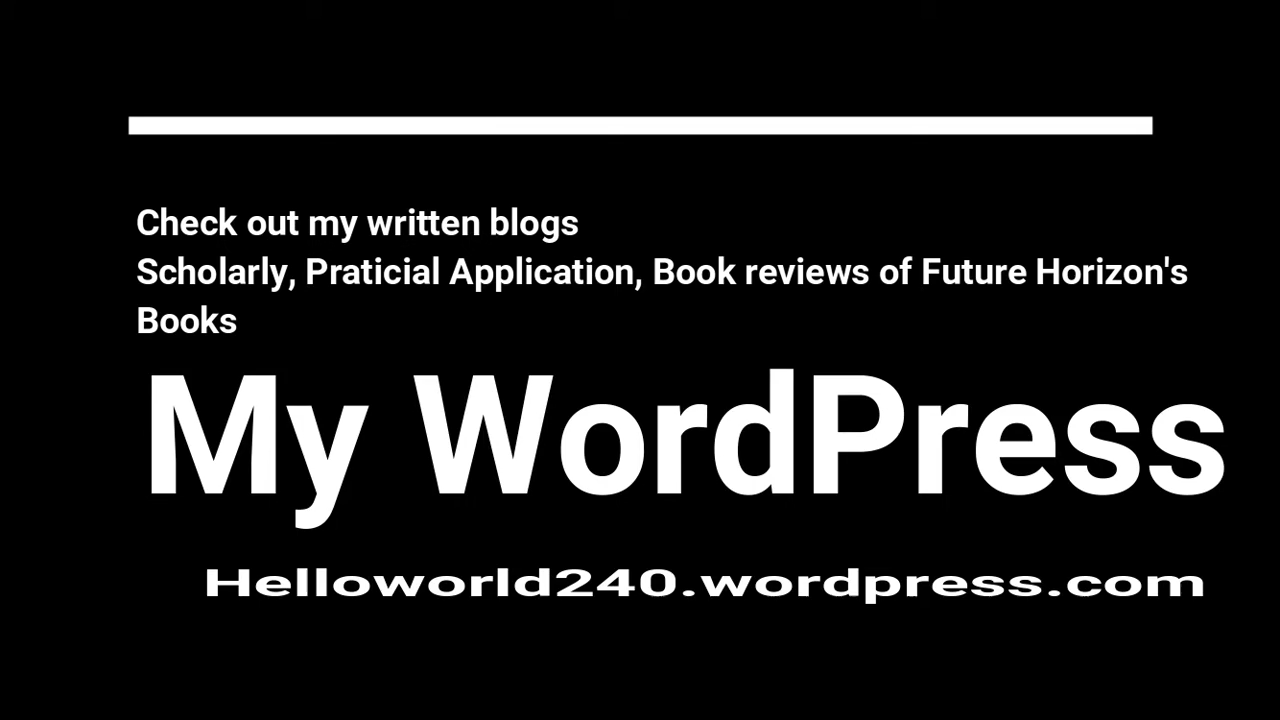 Check out my written blogs
Scholarly, Praticial Application, Book reviews of Future Horizon's
Books
My WordPress
Helloworld240.wordpress.com